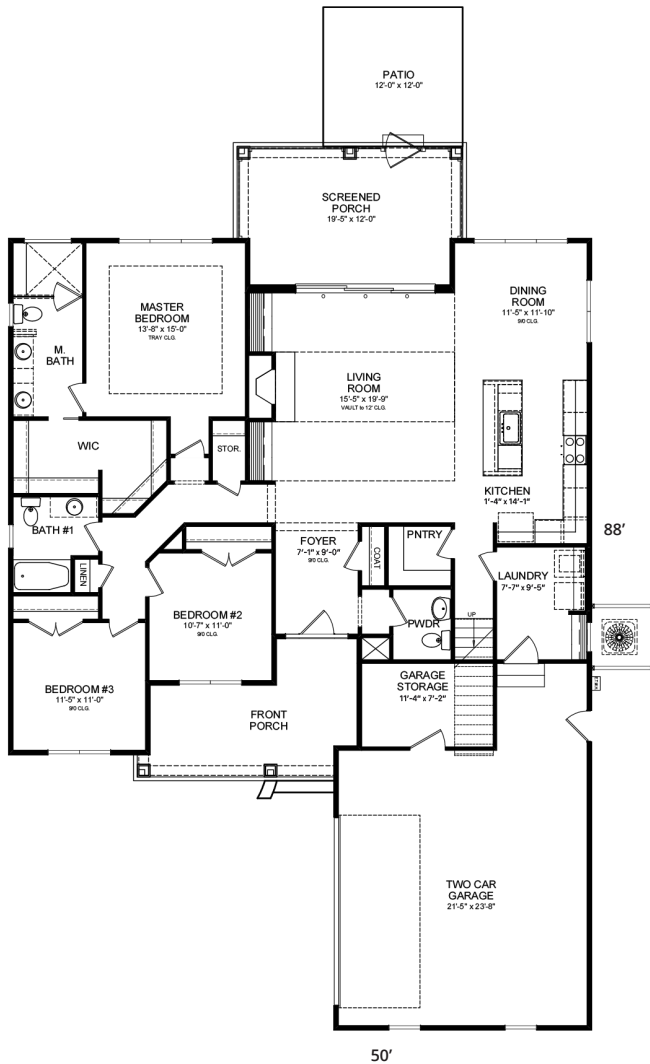 PATIO
12'-0" x 12'-0"
SCREENED
PORCH
19'-5" x 12'-0"
DINING
ROOM
11'-5" x 11'-10"
9/0 CLG.
MASTER
BEDROOM
13'-8" x 15'-0"
TRAY CLG.
M.
BATH
LIVING
ROOM
15'-5" x 19'-9"
VAULT to 12' CLG.
WIC
STOR.
KITCHEN
1'-4" x 14'-1"
88'
BATH #1
LINEN
FOYER
7'-1" x 9'-0"
9/0 CLG.
COAT
PNTRY
LAUNDRY
7'-7" x 9'-5"
BEDROOM #2
10'-7" x 11'-0"
9/0 CLG.
PWDR
UP
BEDROOM #3
11'-5" x 11'-0"
9/0 CLG.
GARAGE
STORAGE
11'-4" x 7'-2"
FRONT
PORCH
TWO CAR
GARAGE
21'-5" x 23'-8"
50'